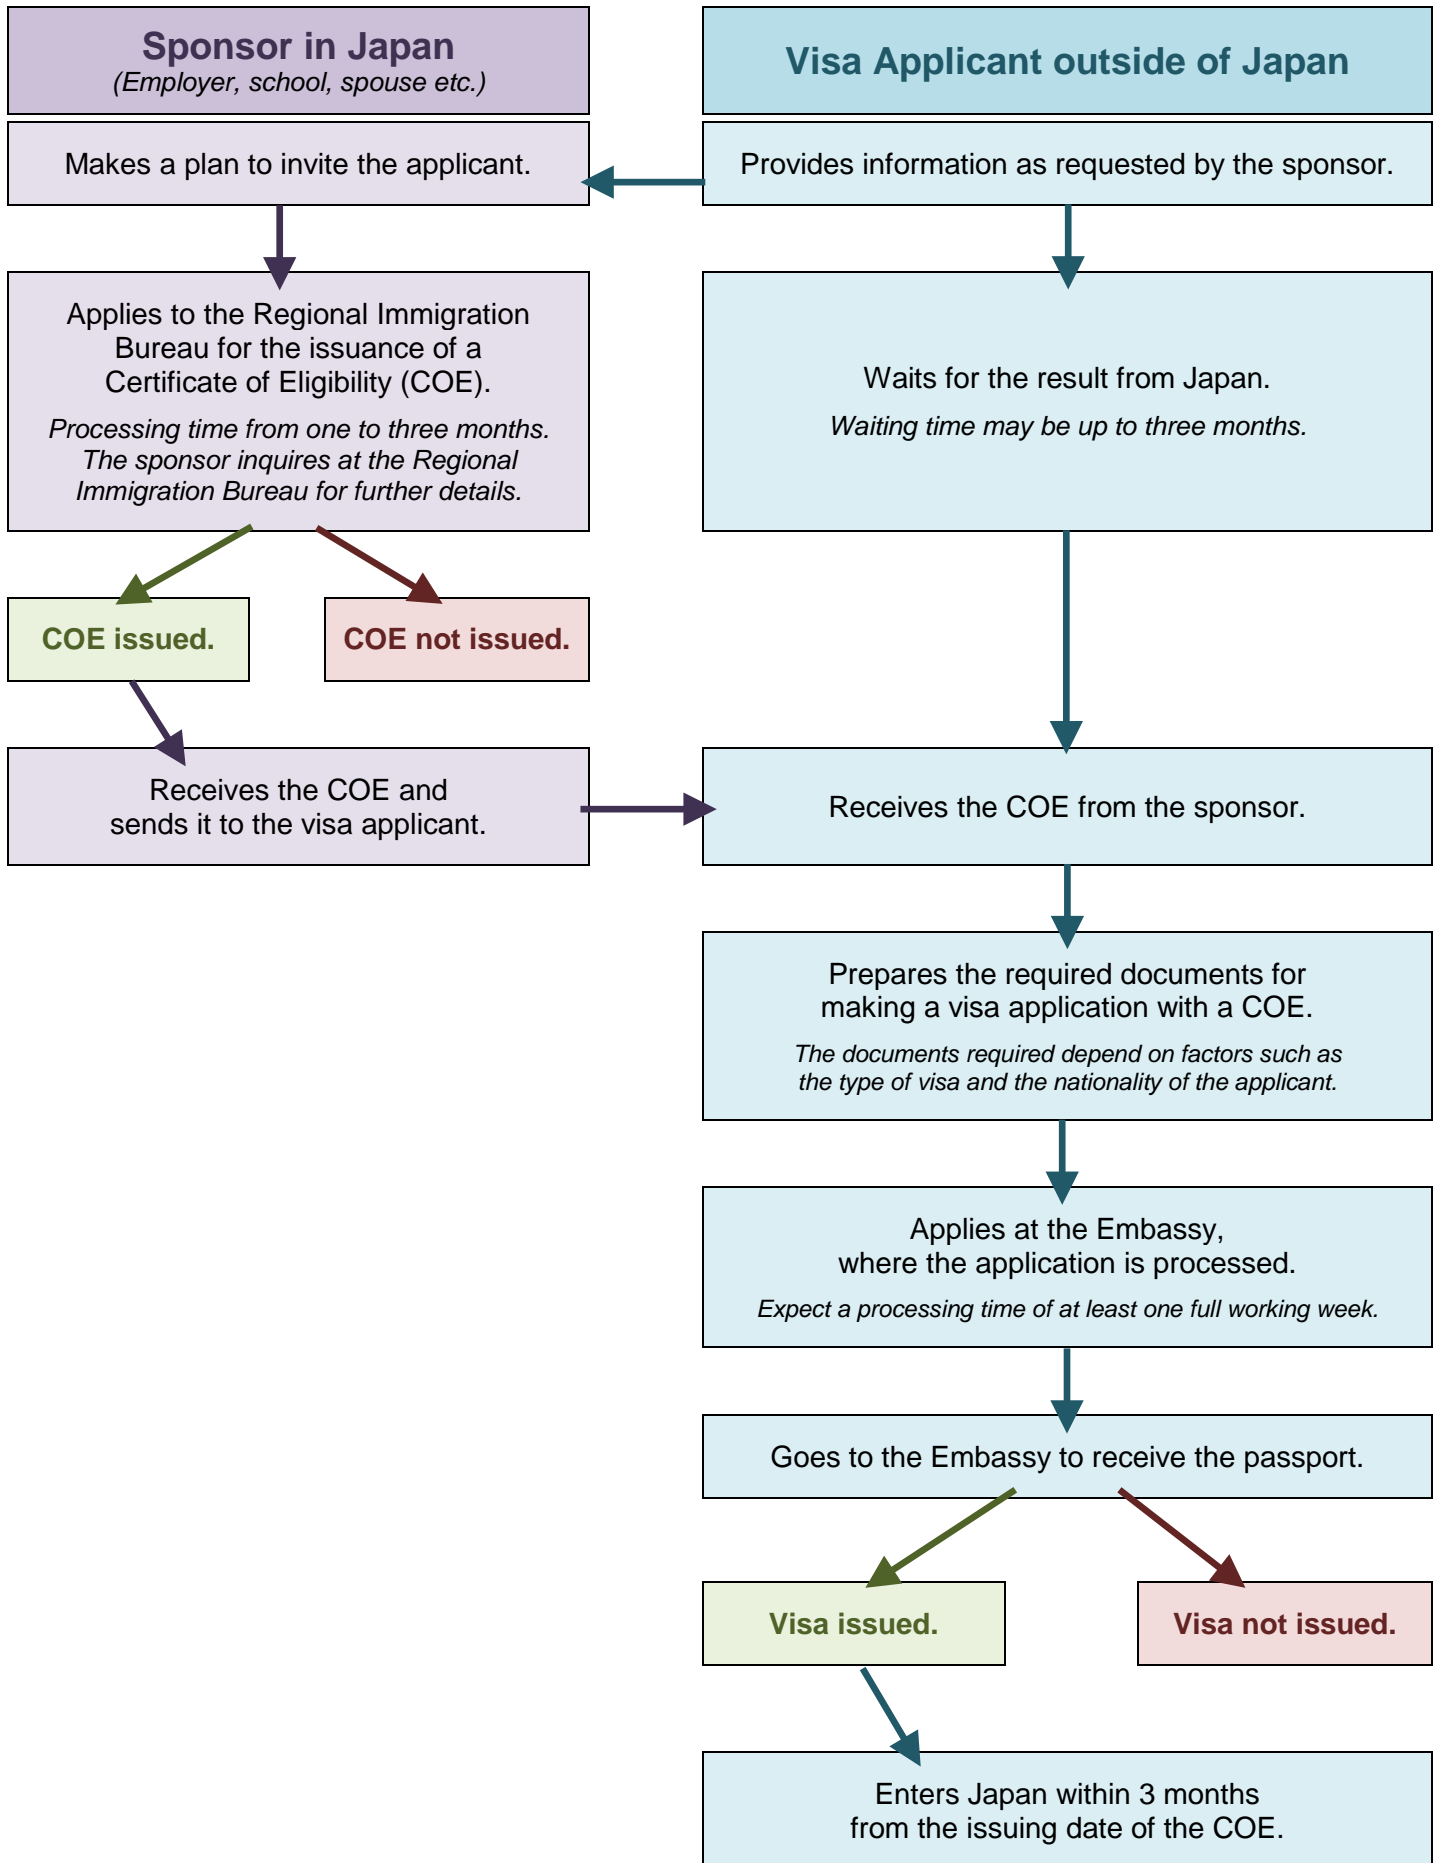 Sponsor in Japan
(Employer, school, spouse etc.)
Visa Applicant outside of Japan
Makes a plan to invite the applicant.
Provides information as requested by the sponsor.
Applies to the Regional Immigration
Bureau for the issuance of a
Certificate of Eligibility (COE).
Processing time from one to three months.
The sponsor inquires at the Regional
Immigration Bureau for further details.
Waits for the result from Japan.
Waiting time may be up to three months.
COE issued.
COE not issued.
Receives the COE and
sends it to the visa applicant.
Receives the COE from the sponsor.
Prepares the required documents for
making a visa application with a COE.
The documents required depend on factors such as
the type of visa and the nationality of the applicant.
Applies at the Embassy,
where the application is processed.
Expect a processing time of at least one full working week.
Goes to the Embassy to receive the passport.
Visa issued.
Visa not issued.
Enters Japan within 3 months
from the issuing date of the COE.